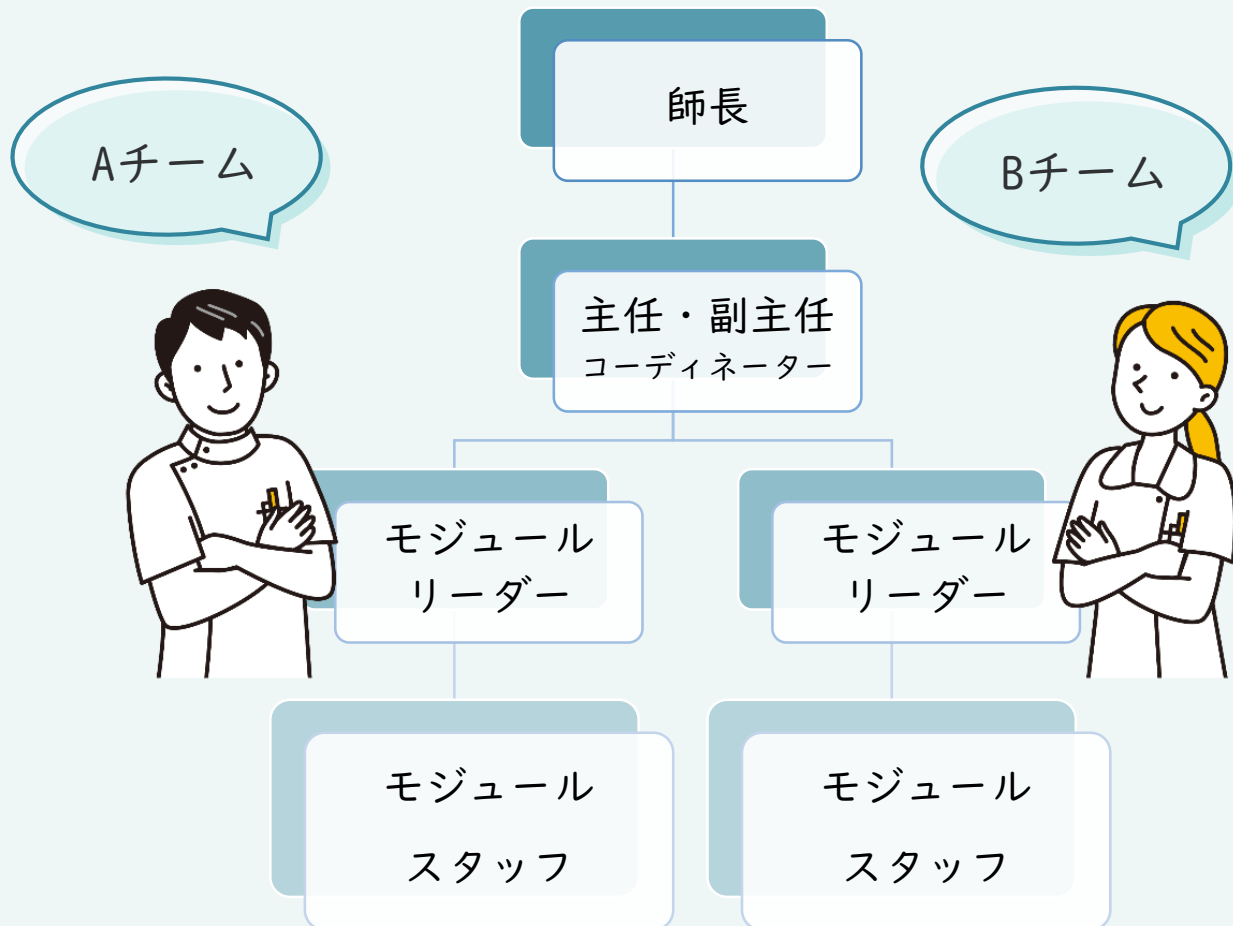 師長
Aチーム
Bチーム
主任・副主任
コーディネーター
モジュール
リーダー
モジュール
リーダー
モジュール
スタッフ
モジュール
スタッフ